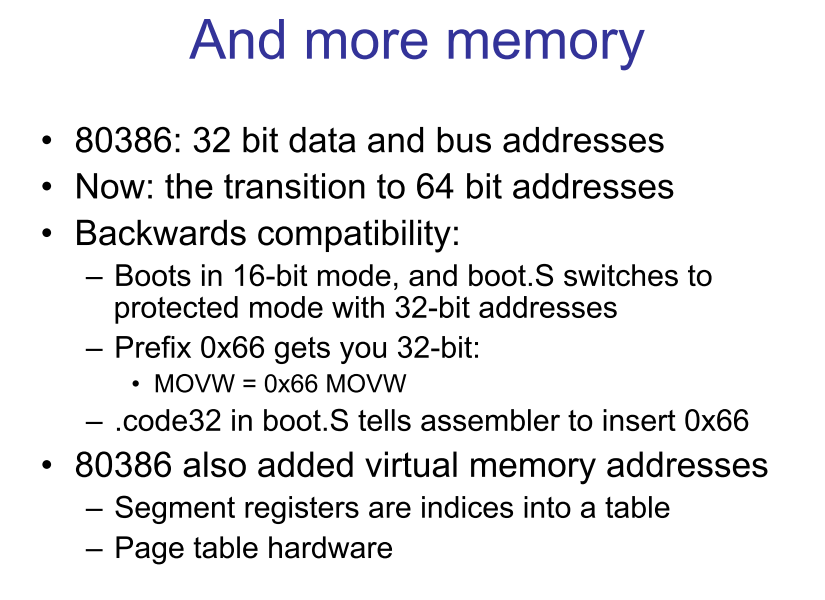 And more memory
• 80386: 32 bit data and bus addresses
• Now: the transition to 64 bit addresses
• Backwards compatibility:
– Boots in 16-bit mode, and boot.S switches to
protected mode with 32-bit addresses
– Prefix 0x66 gets you 32-bit:
• MOVW = 0x66 MOVW
– .code32 in boot.S tells assembler to insert 0x66
• 80386 also added virtual memory addresses
– Segment registers are indices into a table
– Page table hardware